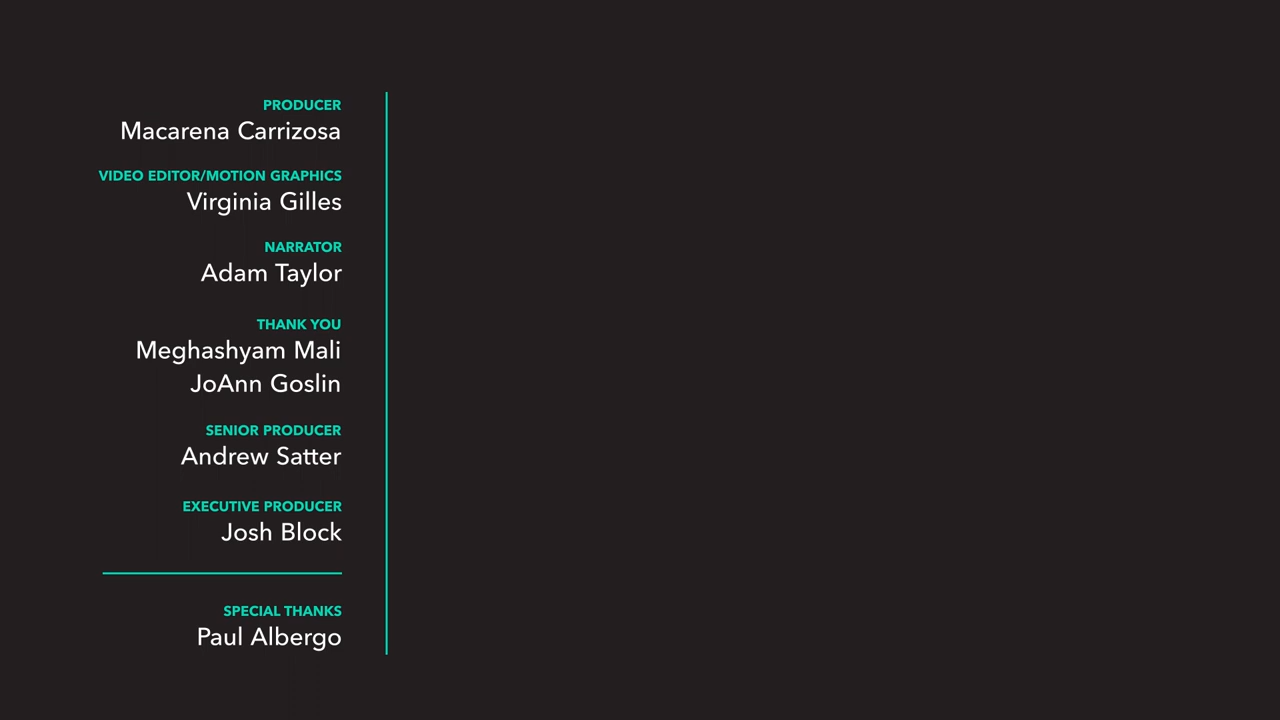 PRODUCER
Macarena Carrizosa
VIDEO EDITOR/MOTION GRAPHICS
Virginia Gilles
NARRATOR
Adam Taylor
THANK YOU
Meghashyam Mali
JoAnn Goslin
SENIOR PRODUCER
Andrew Satter
EXECUTIVE PRODUCER
Josh Block
SPECIAL THANKS
Paul Albergo